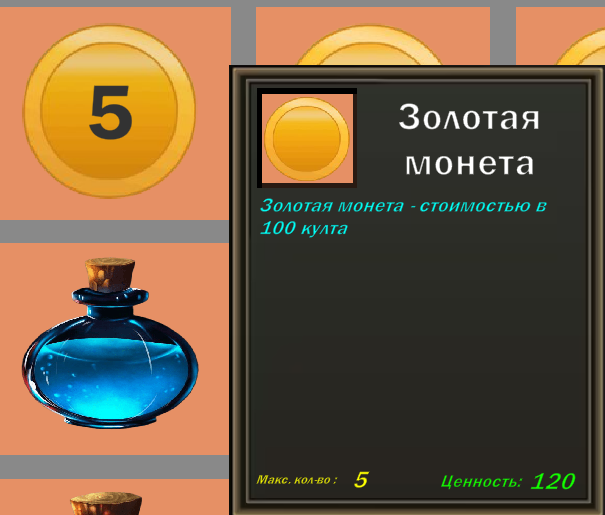 5
Золотая
монета
Золотая монета - стоимостью в
100 култа
Макс. кол-во : 5
Ценность: 120